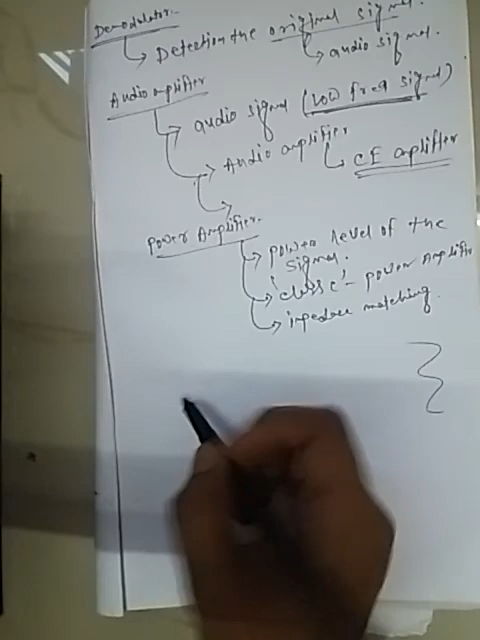 Demodulator.
Detection the original signal.
audio signal.
Audio amplifier
audio signal (Low freq signal)
Audio amplifier
CE amplifier
Power Amplifier.
power level of the
signal.
'class c' - power Amplifier
impedace matching.